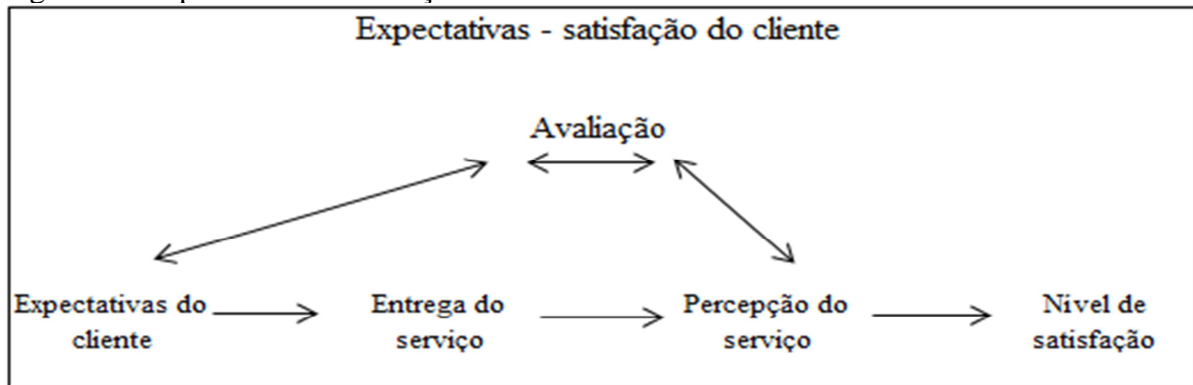 Expectativas - satisfação do cliente
Avaliação
Expectativas do
cliente
Entrega do
serviço
Percepção do
serviço
Nível de
satisfação